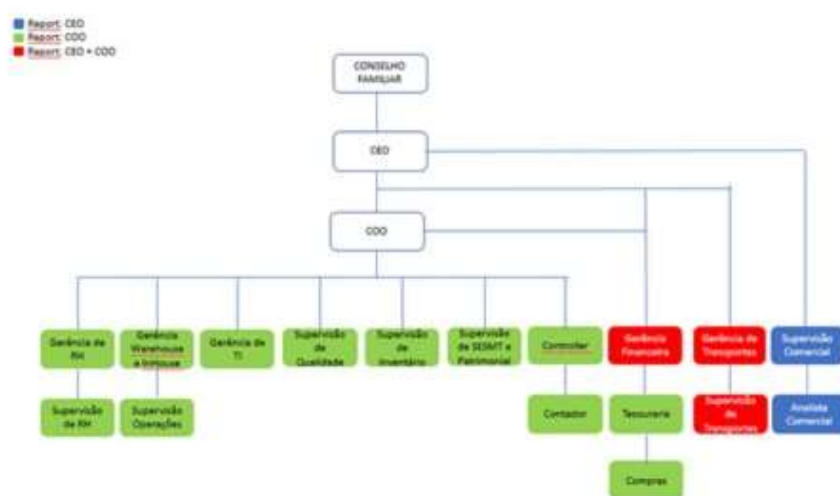 Report: CEO
Report: COO
Report: CEO + COO
CONSELHO
FAMILIAR
CEO
COO
Gerência de
RH
Gerência
Warehouse
e Inhouse
Gerência de
TI
Supervisão
de
Qualidade
Supervisão
de
Inventário
Supervisão
de SESMT e
Patrimonial
Controller
Gerência
Financeira
Gerência de
Transportes
Supervisão
Comercial
Supervisão
de RH
Supervisão
Operações
Contador
Tesouraria
Supervisão
de
Transportes
Analista
Comercial
Compras